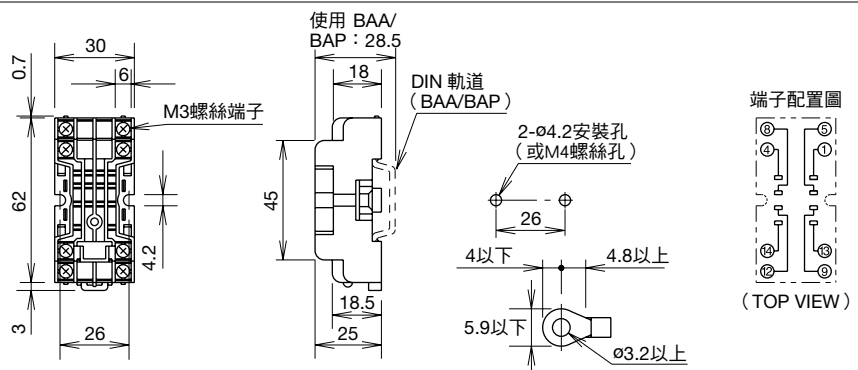 30
6
0.7
M3螺絲端子
62
4.2
3
26
使用 BAA/
BAP：28.5
18
DIN 軌道
（BAA/BAP）
45
18.5
25
2-ø4.2安裝孔
（或M4螺絲孔）
26
4以下
4.8以上
5.9以下
ø3.2以上
端子配置圖
⑧ ⑤
④ ①
⑭ ⑬
⑫ ⑨
（TOP VIEW）